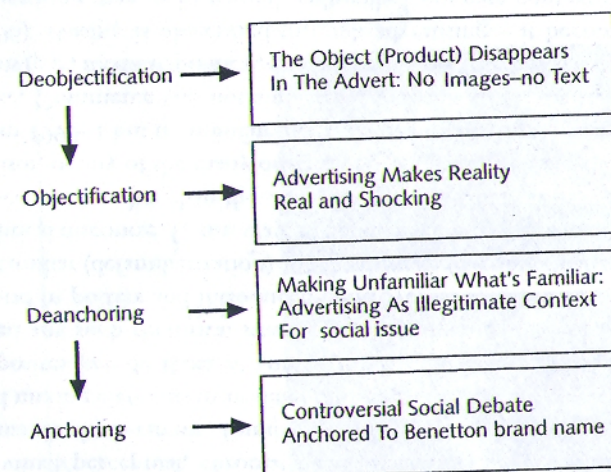 Deobjectification
The Object (Product) Disappears
In The Advert: No Images–no Text
Objectification
Advertising Makes Reality
Real and Shocking
Deanchoring
Making Unfamiliar What's Familiar:
Advertising As Illegitimate Context
For social issue
Anchoring
Controversial Social Debate
Anchored To Benetton brand name